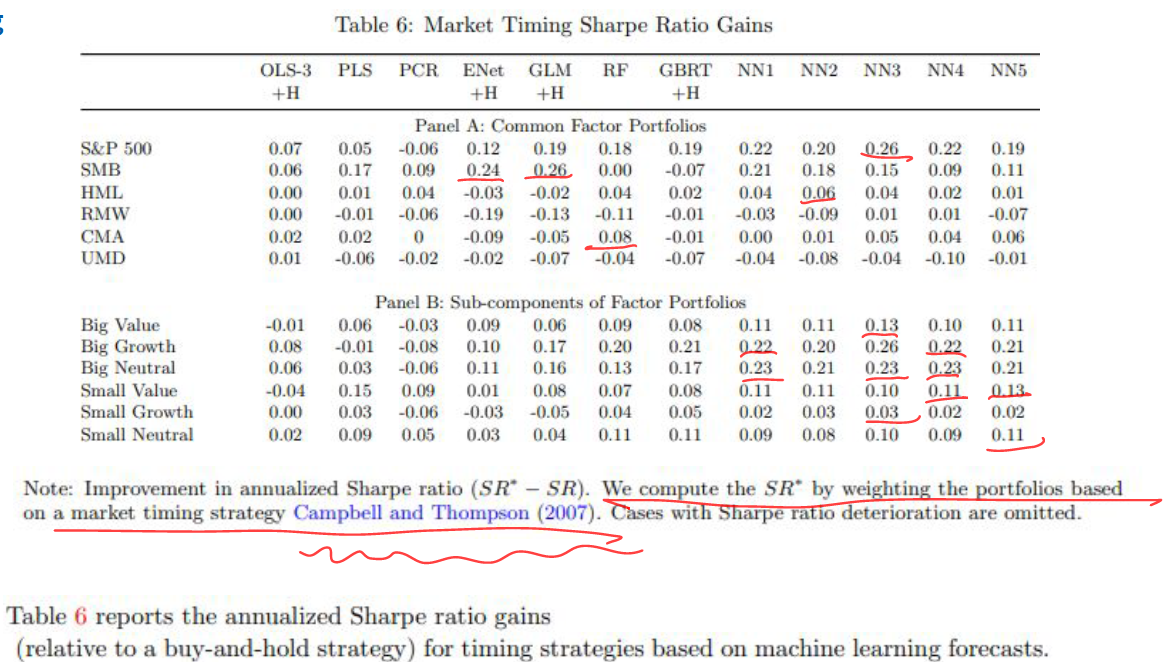 Table 6: Market Timing Sharpe Ratio Gains
OLS-3 PLS PCR ENet GLM RF GBRT NN1 NN2 NN3 NN4 NN5
+H +H +H +H
Panel A: Common Factor Portfolios
S&P 500 0.07 0.05 -0.06 0.12 0.19 0.18 0.19 0.22 0.20 0.26 0.22 0.19
SMB 0.06 0.17 0.09 0.24 0.26 0.00 -0.07 0.21 0.18 0.15 0.09 0.11
HML 0.00 0.01 0.04 -0.03 -0.02 0.04 0.02 0.04 0.06 0.04 0.02 0.01
RMW 0.00 -0.01 -0.06 -0.19 -0.13 -0.11 -0.01 -0.03 -0.09 0.01 0.01 -0.07
CMA 0.02 0.02 0 -0.09 -0.05 0.08 -0.01 0.00 0.01 0.05 0.04 0.06
UMD 0.01 -0.06 -0.02 -0.02 -0.07 -0.04 -0.07 -0.04 -0.08 -0.04 -0.10 -0.01
Panel B: Sub-components of Factor Portfolios
Big Value -0.01 0.06 -0.03 0.09 0.06 0.09 0.08 0.11 0.11 0.13 0.10 0.11
Big Growth 0.08 -0.01 -0.08 0.10 0.17 0.20 0.21 0.22 0.20 0.26 0.22 0.21
Big Neutral 0.06 0.03 -0.06 0.11 0.16 0.13 0.17 0.23 0.21 0.23 0.23 0.21
Small Value -0.04 0.15 0.09 0.01 0.08 0.07 0.08 0.11 0.11 0.10 0.11 0.13
Small Growth 0.00 0.03 -0.06 -0.03 -0.05 0.04 0.05 0.02 0.03 0.03 0.02 0.02
Small Neutral 0.02 0.09 0.05 0.03 0.04 0.11 0.11 0.09 0.08 0.10 0.09 0.11
Note: Improvement in annualized Sharpe ratio (SR* − SR). We compute the SR* by weighting the portfolios based
on a market timing strategy Campbell and Thompson (2007). Cases with Sharpe ratio deterioration are omitted.
Table 6 reports the annualized Sharpe ratio gains
(relative to a buy-and-hold strategy) for timing strategies based on machine learning forecasts.